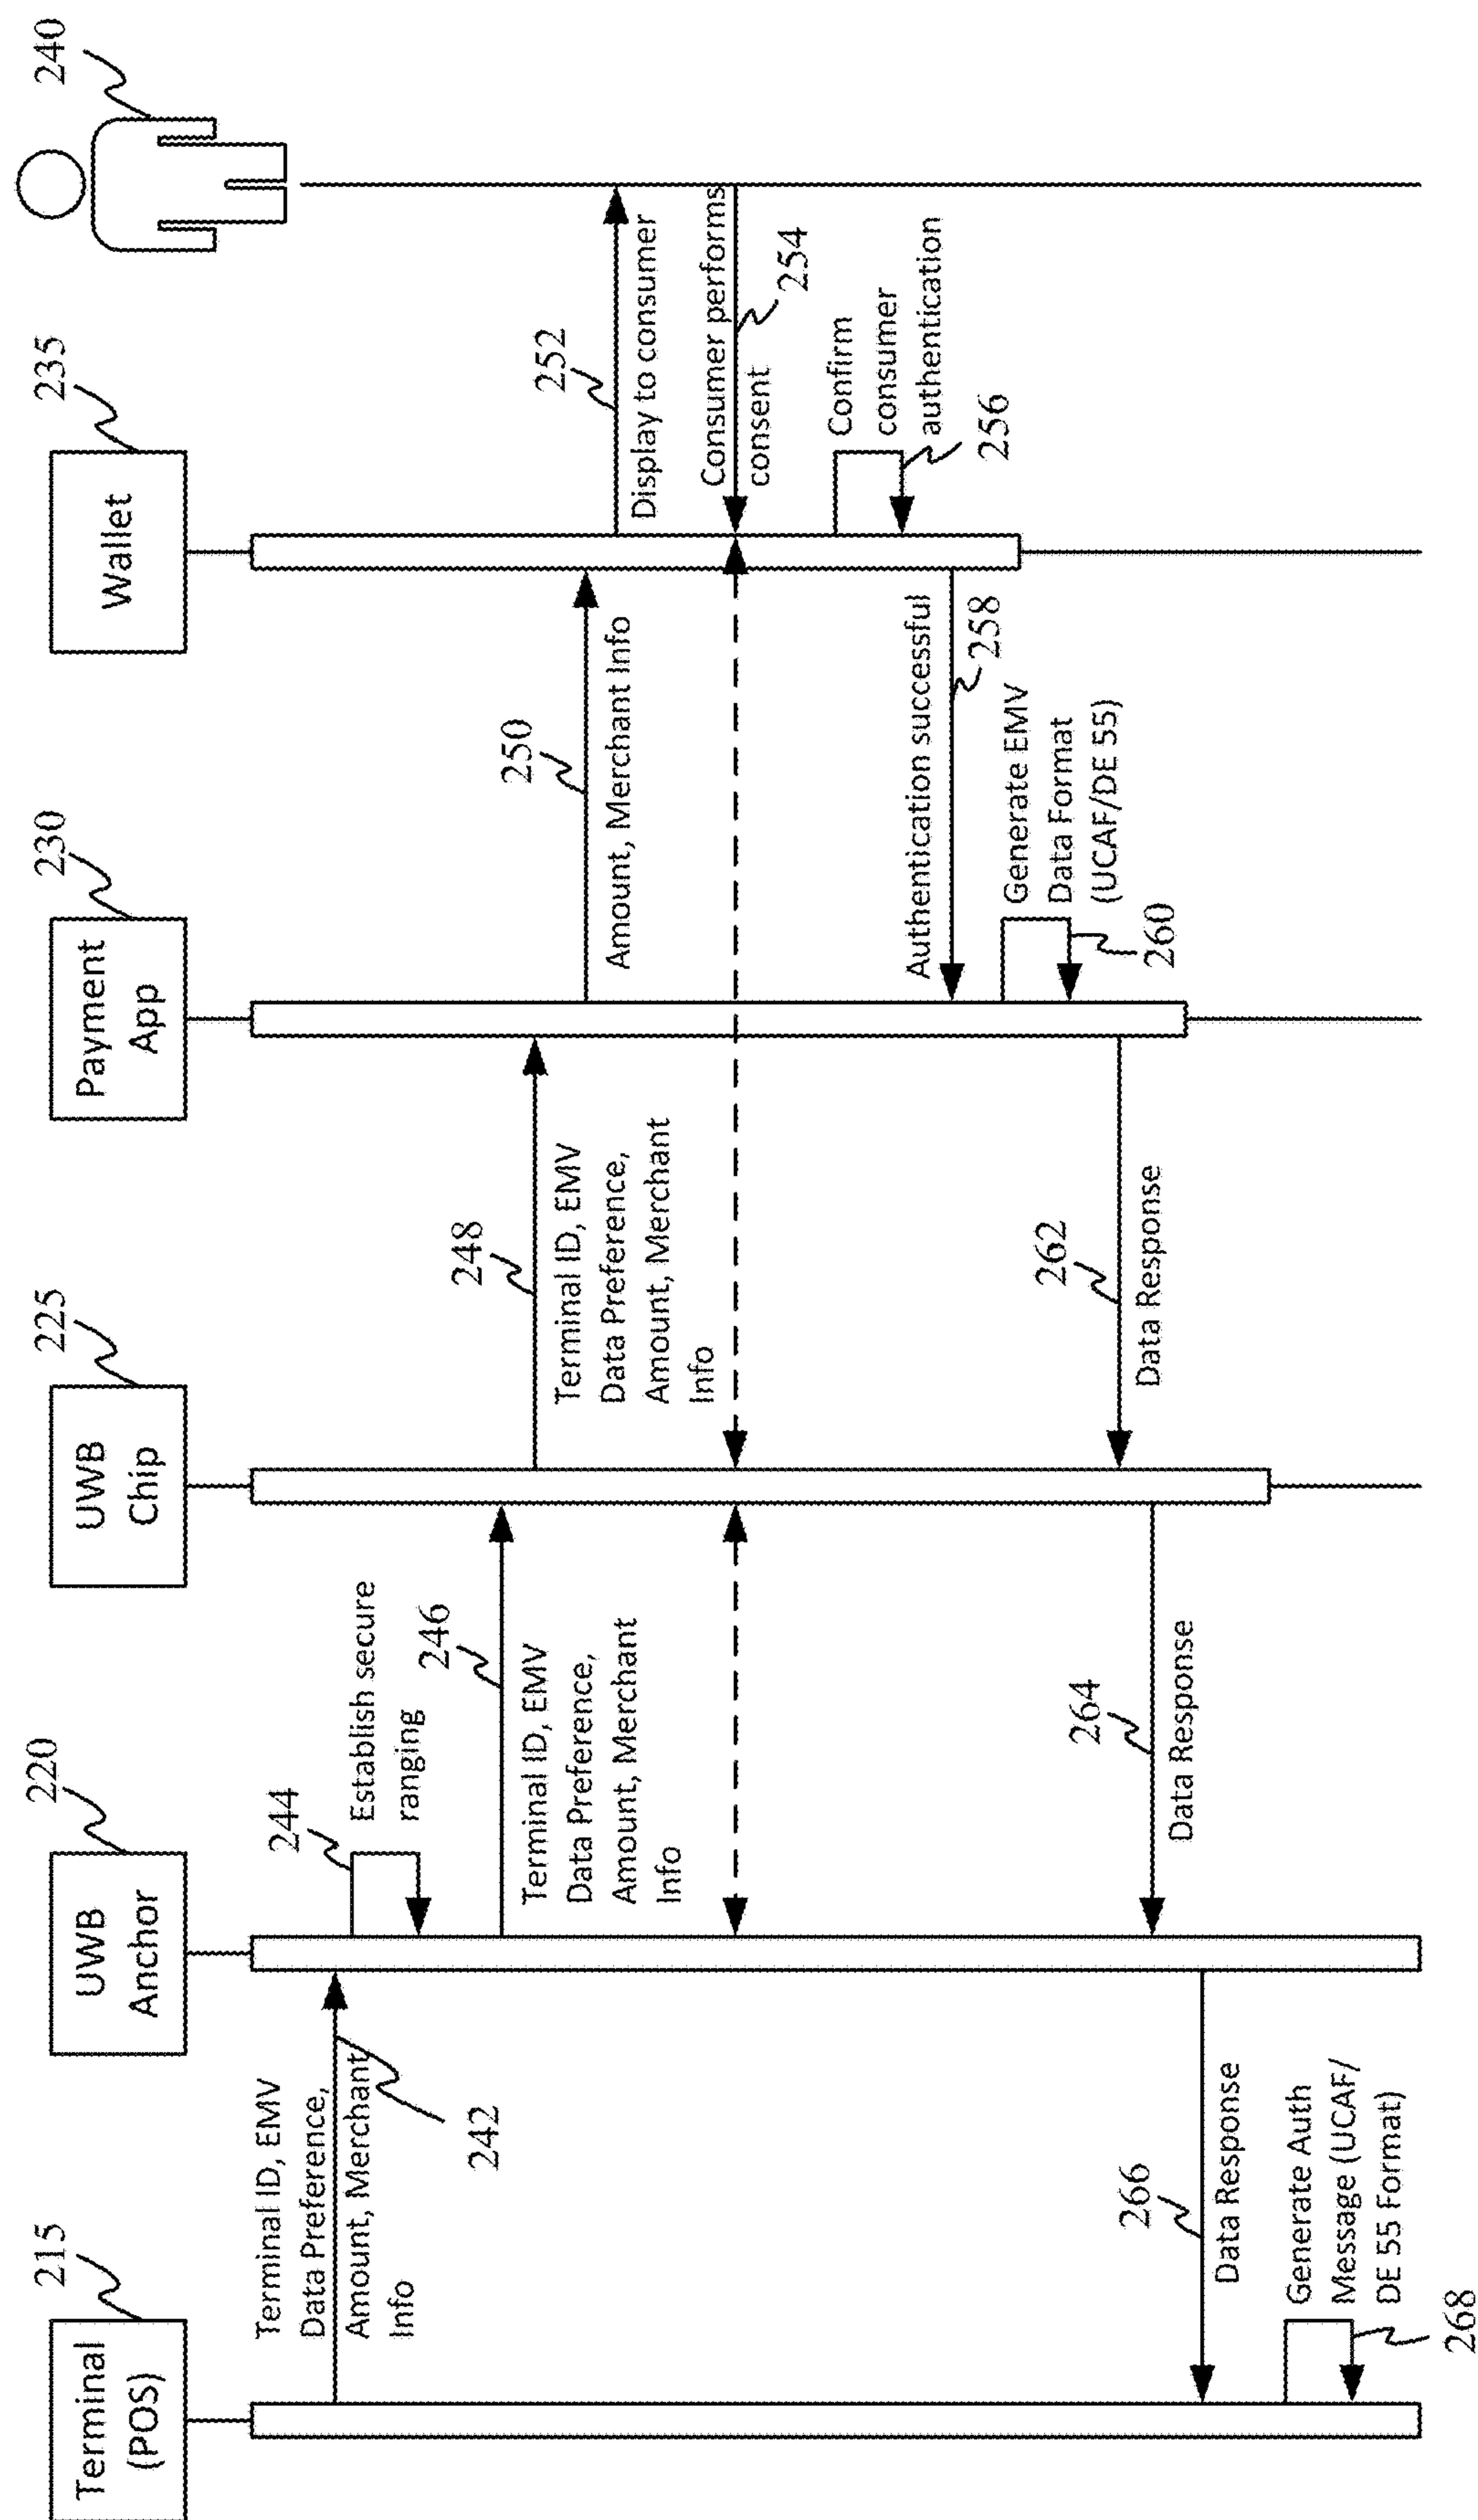 Terminal
(POS)
215
UWB
Anchor
220
UWB
Chip
225
Payment
App
230
Wallet
235
240
Terminal ID, EMV
Data Preference,
Amount, Merchant
Info
242
244
Establish secure
ranging
246
Terminal ID, EMV
Data Preference,
Amount, Merchant
Info
248
Terminal ID, EMV
Data Preference,
Amount, Merchant
Info
250
Amount, Merchant Info
252
Display to consumer
Consumer performs
consent
254
Confirm
consumer
authentication
256
Authentication successful
258
Generate EMV
Data Format
(UCAF/DE 55)
260
262
Data Response
264
Data Response
266
Data Response
Generate Auth
Message (UCAF/
DE 55 Format)
268